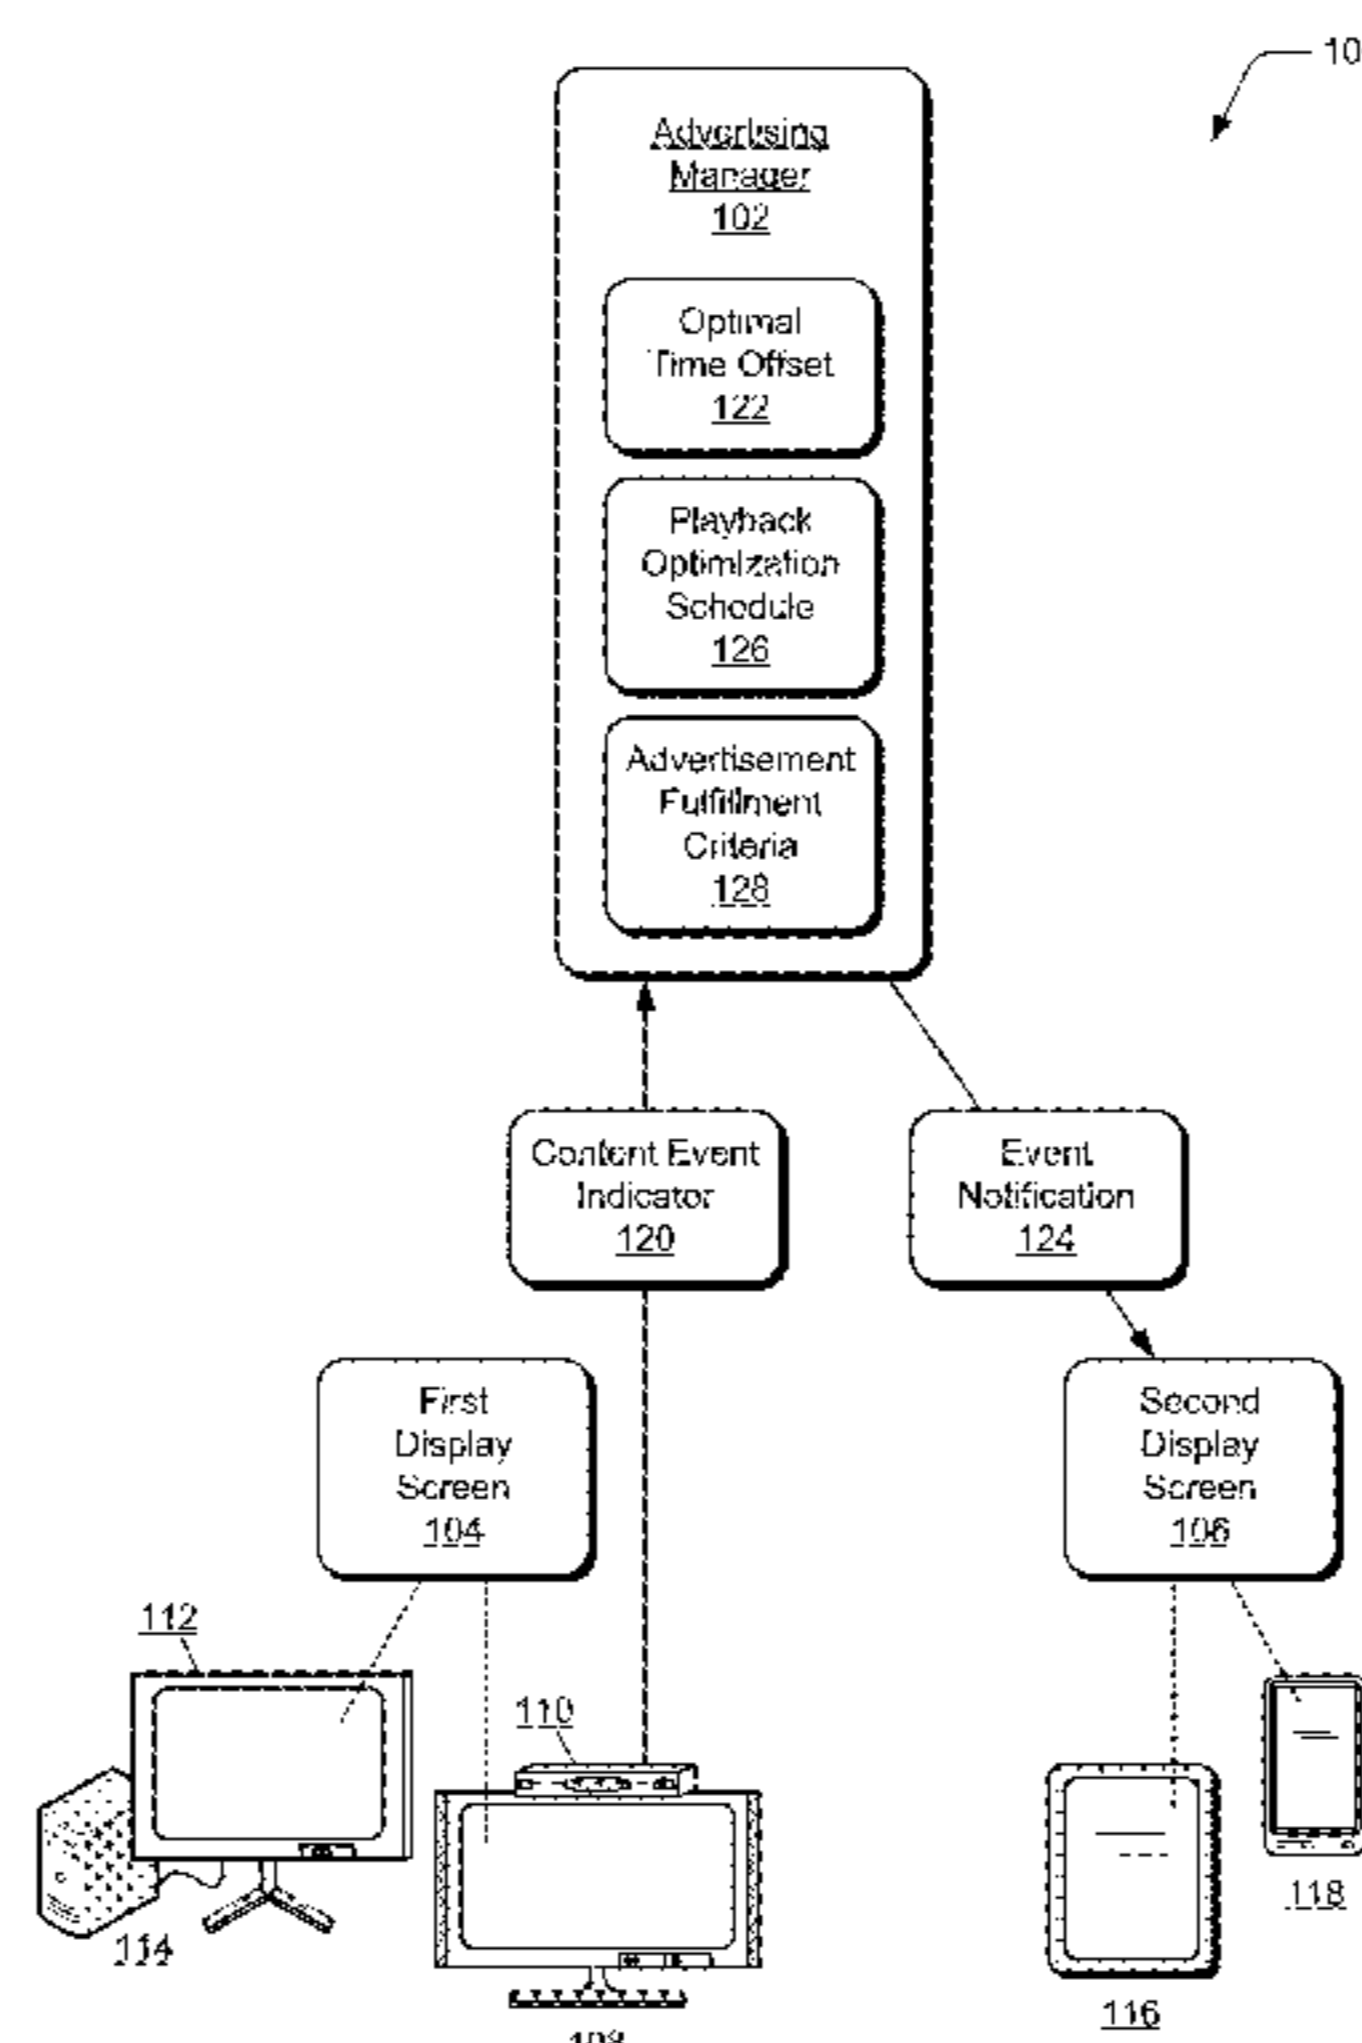 10
Advertising
Manager
102
Optimal
Time Offset
122
Playback
Optimization
Schedule
126
Advertisement
Fulfillment
Criteria
128
Content Event
Indicator
120
Event
Notification
124
First
Display
Screen
104
Second
Display
Screen
106
112
110
114
118
116
108